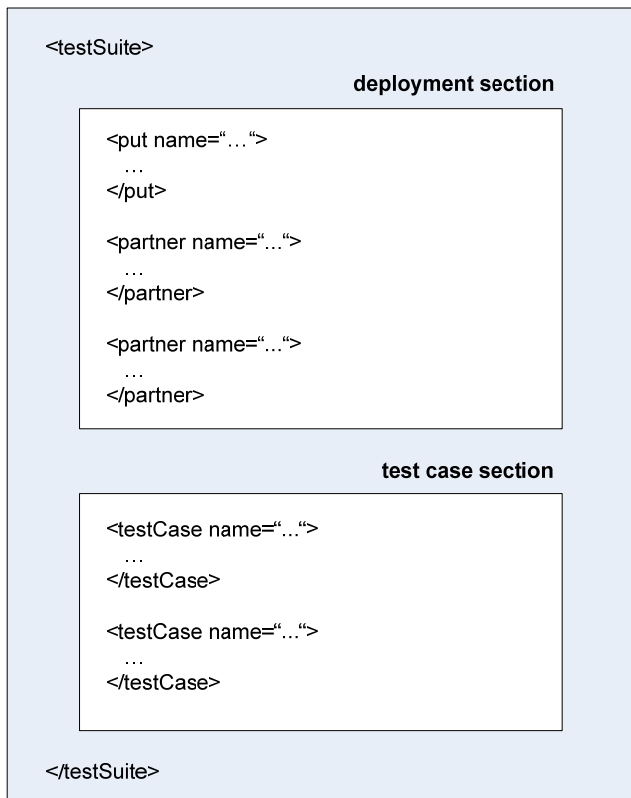 <testSuite>
deployment section
<put name=“…“>
…
</put>
<partner name=“...“>
…
</partner>
<partner name=“...“>
…
</partner>
test case section
<testCase name=“...“>
…
</testCase>
<testCase name=“...“>
…
</testCase>
</testSuite>